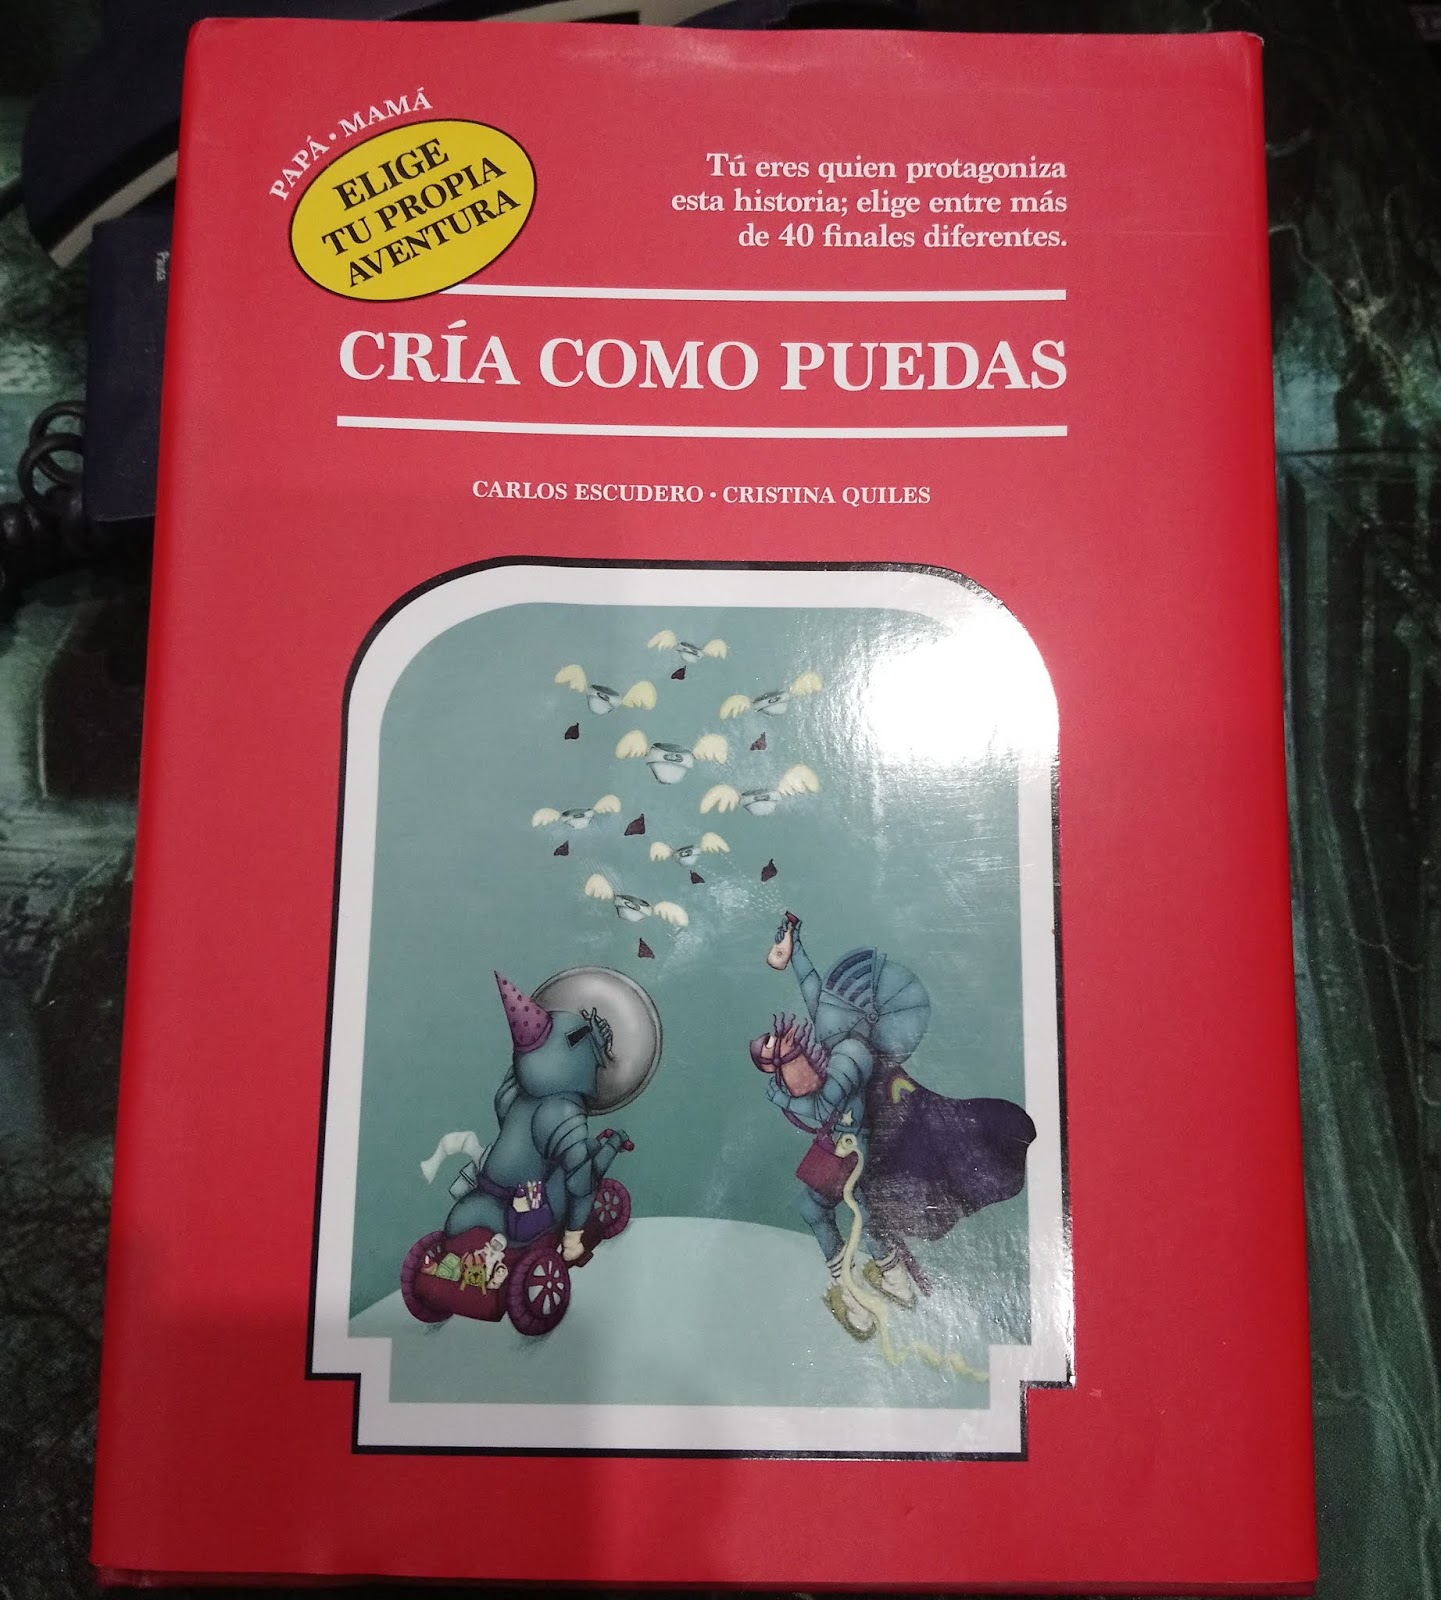 PAPÁ · MAMÁ
ELIGE
TU PROPIA
AVENTURA
Tú eres quien protagoniza
esta historia; elige entre más
de 40 finales diferentes.
CRÍA COMO PUEDAS
CARLOS ESCUDERO · CRISTINA QUILES